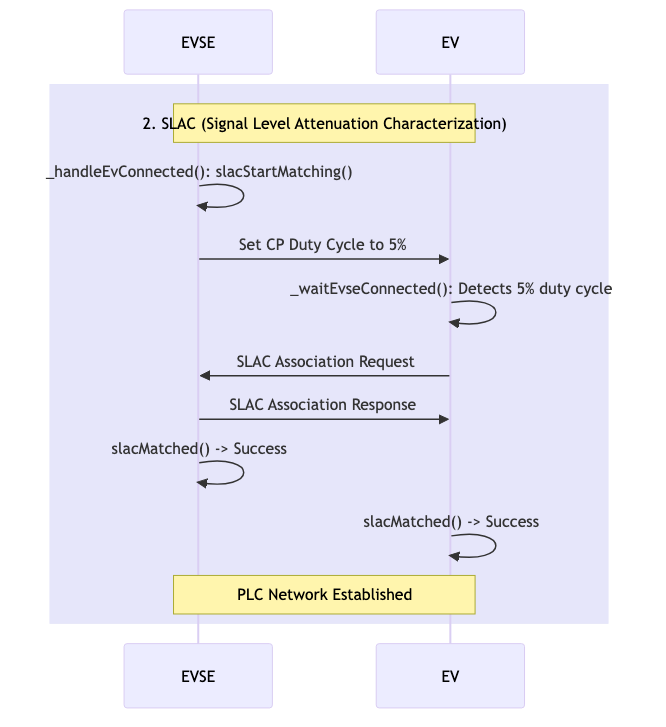 EVSE
EV
2. SLAC (Signal Level Attenuation Characterization)
_handleEvConnected(): slacStartMatching()
Set CP Duty Cycle to 5%
_waitEvseConnected(): Detects 5% duty cycle
SLAC Association Request
SLAC Association Response
slacMatched() -> Success
slacMatched() -> Success
PLC Network Established
EVSE
EV